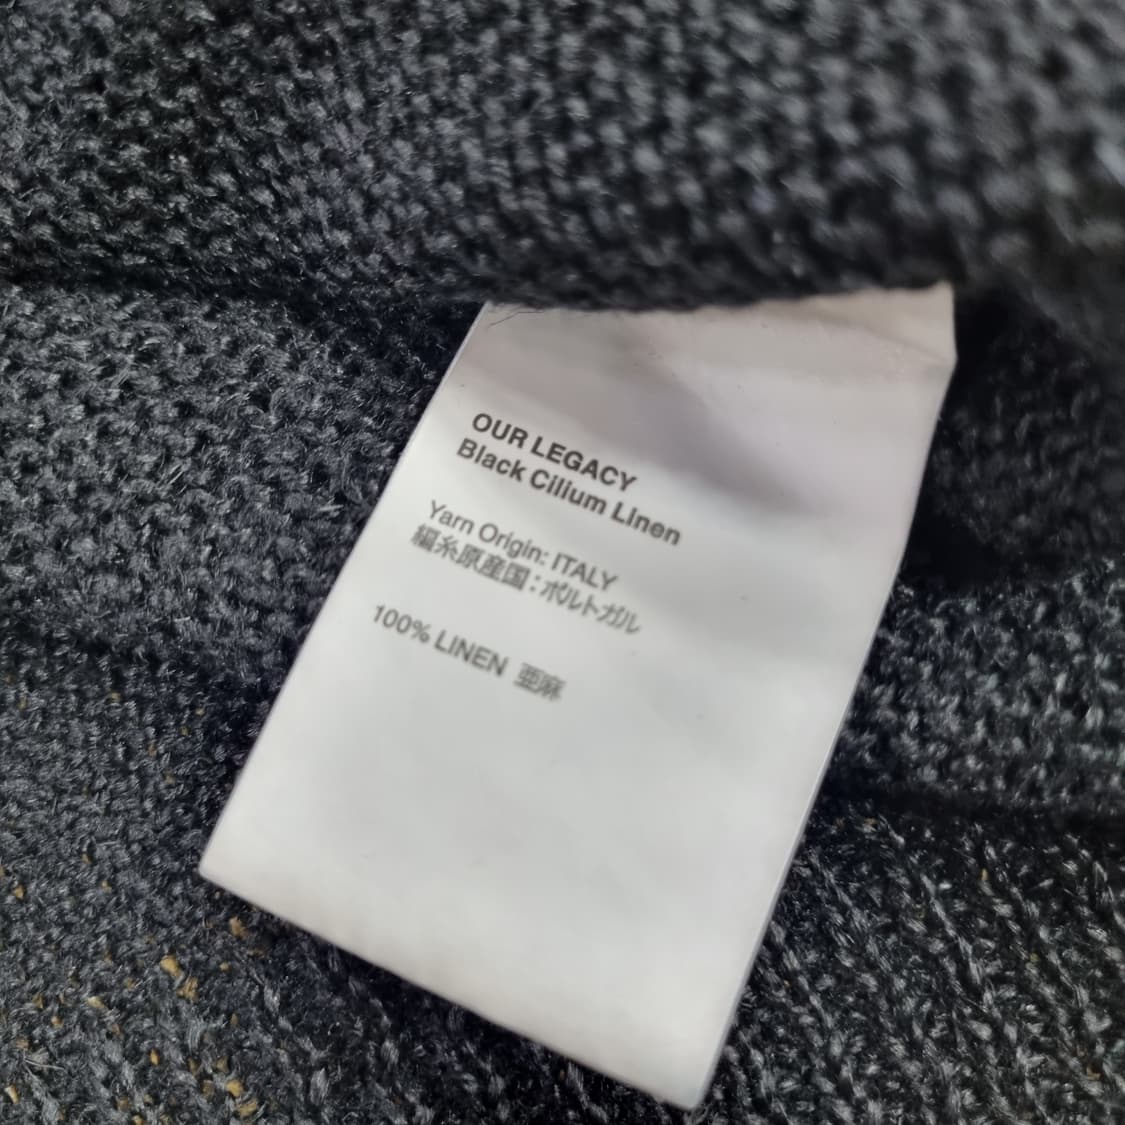 OUR LEGACY
Black Cilium Linen
Yarn Origin: ITALY
編糸原産国：ポルトガル
100% LINEN 亜麻